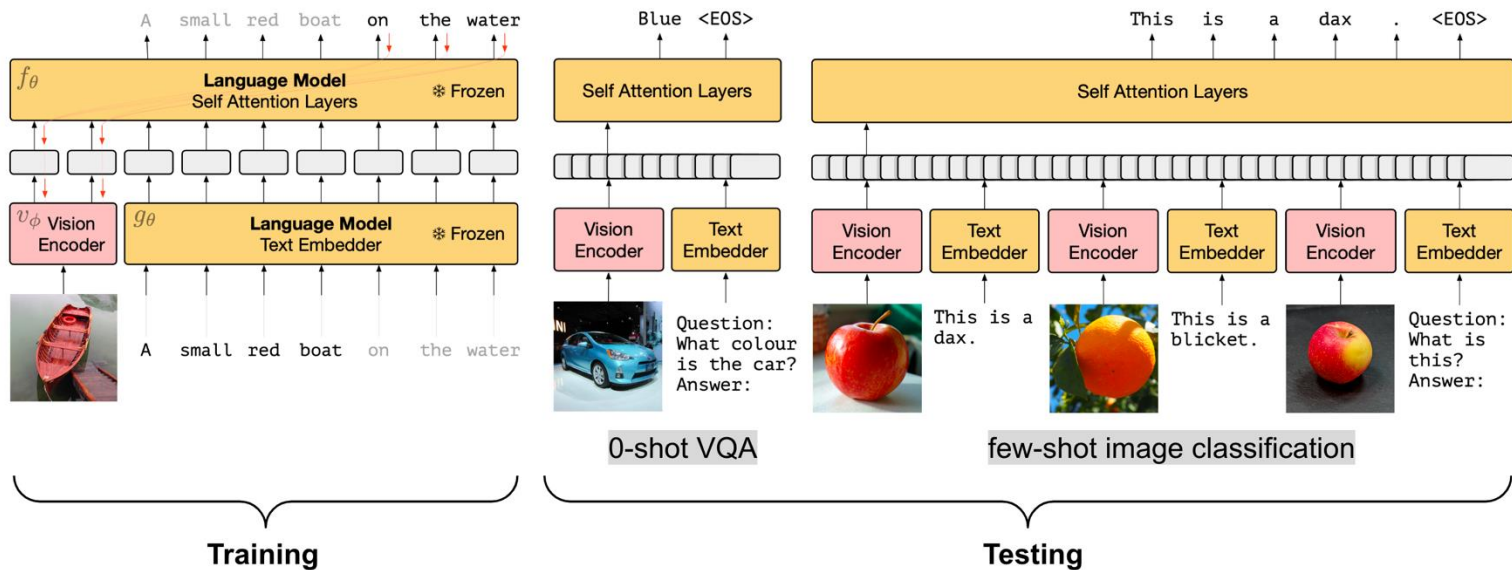 A small red boat on the water
Blue <EOS>
This is a dax . <EOS>
fθ
Language Model
Self Attention Layers
❄ Frozen
Self Attention Layers
Self Attention Layers
vϕ Vision
Encoder
gθ
Language Model
Text Embedder
❄ Frozen
Vision
Encoder
Text
Embedder
Vision
Encoder
Text
Embedder
Vision
Encoder
Text
Embedder
Vision
Encoder
Text
Embedder
A small red boat on the water
Question:
What colour
is the car?
Answer:
This is a
dax.
This is a
blicket.
Question:
What is
this?
Answer:
0-shot VQA
few-shot image classification
Training
Testing